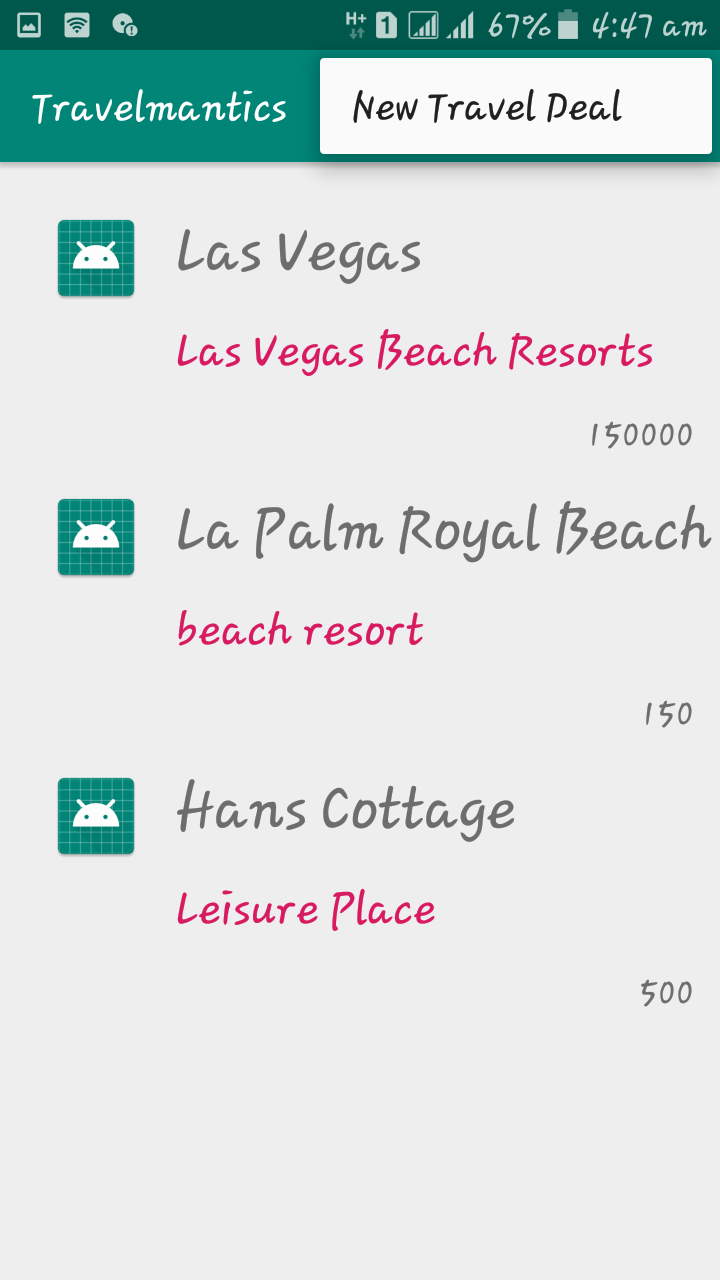 H+ 1 67% 4:47 am
Travelmantics
New Travel Deal
Las Vegas
Las Vegas Beach Resorts
150000
La Palm Royal Beach
beach resort
150
Hans Cottage
Leisure Place
500